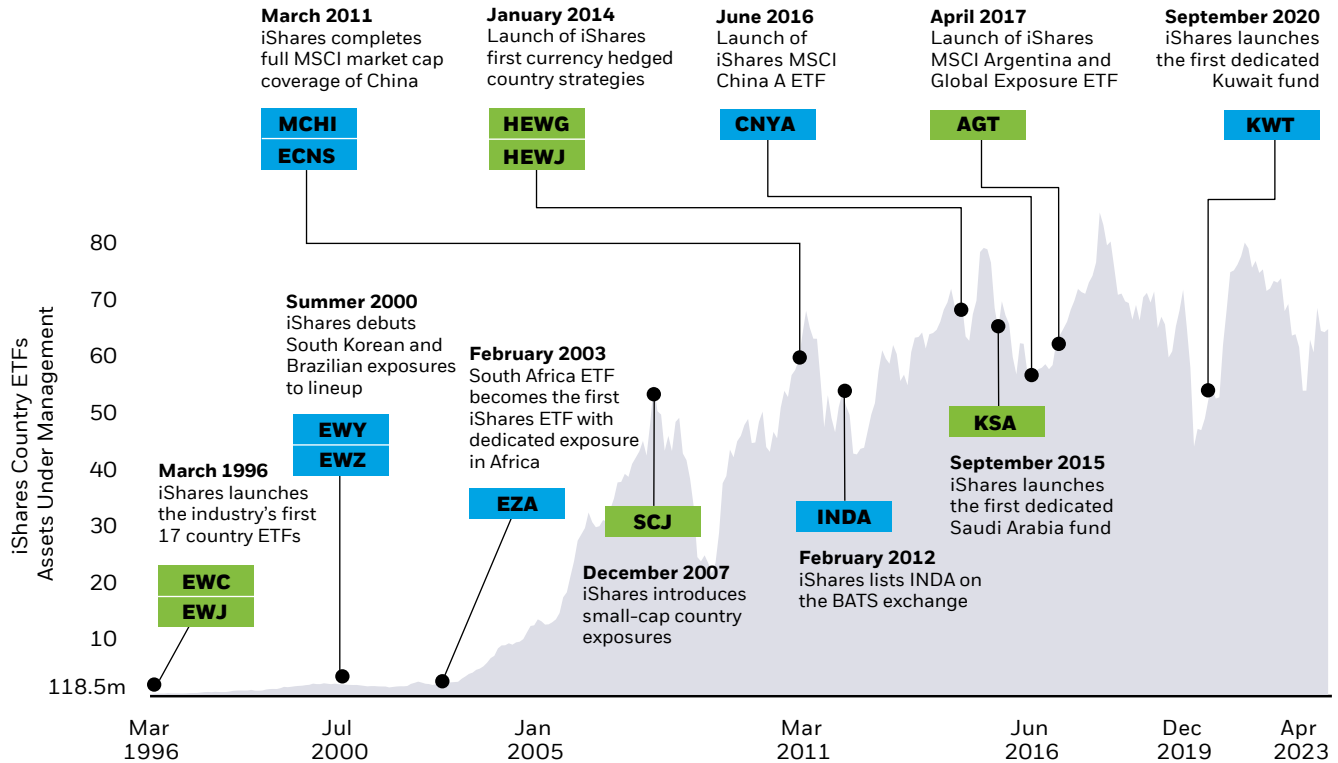 March 2011
iShares completes
full MSCI market cap
coverage of China
MCHI
ECNS
January 2014
Launch of iShares
first currency hedged
country strategies
HEWG
HEWJ
June 2016
Launch of
iShares MSCI
China A ETF
CNYA
April 2017
Launch of iShares
MSCI Argentina and
Global Exposure ETF
AGT
September 2020
iShares launches
the first dedicated
Kuwait fund
KWT
iShares Country ETFs
Assets Under Management
80
70
60
50
40
30
20
10
118.5m
March 1996
iShares launches
the industry's first
17 country ETFs
EWC
EWJ
Summer 2000
iShares debuts
South Korean and
Brazilian exposures
to lineup
EWY
EWZ
February 2003
South Africa ETF
becomes the first
iShares ETF with
dedicated exposure
in Africa
EZA
SCJ
December 2007
iShares introduces
small-cap country
exposures
INDA
February 2012
iShares lists INDA on
the BATS exchange
KSA
September 2015
iShares launches
the first dedicated
Saudi Arabia fund
Mar
1996
Jul
2000
Jan
2005
Mar
2011
Jun
2016
Dec
2019
Apr
2023